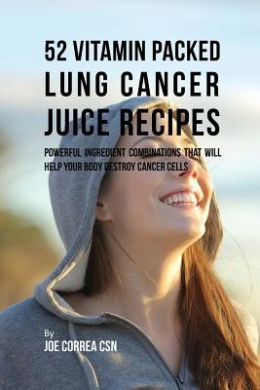 52 VITAMIN PACKED
LUNG CANCER
JUICE RECIPES
POWERFUL INGREDIENT COMBINATIONS THAT WILL
HELP YOUR BODY DESTROY CANCER CELLS
By
JOE CORREA CSN